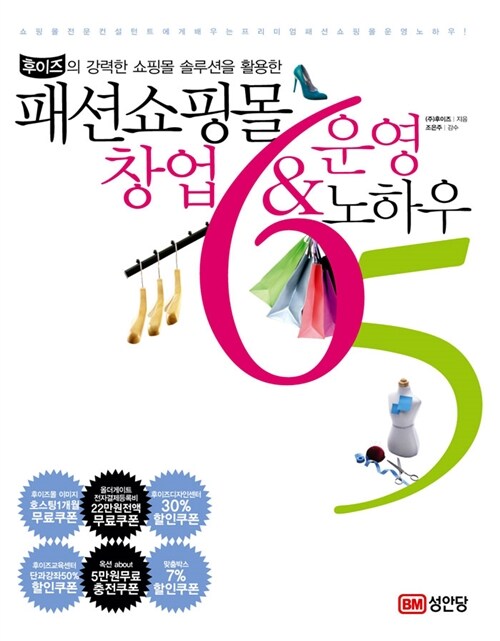 쇼핑몰전문컨설턴트에게배우는프리미엄패션쇼핑몰운영노하우!
후이즈의 강력한 쇼핑몰 솔루션을 활용한
패션쇼핑몰
(주)후이즈 | 지음
조은주 | 감수
창업 & 운영
노하우
65
후이즈몰 이미지
호스팅1개월
무료쿠폰
올더게이트
전자결제등록비
22만원전액
무료쿠폰
후이즈디자인센터
30%
할인쿠폰
후이즈교육센터
단과강좌50%
할인쿠폰
옥션 about
5만원무료
충전쿠폰
맞춤박스
7%
할인쿠폰
BM 성안당